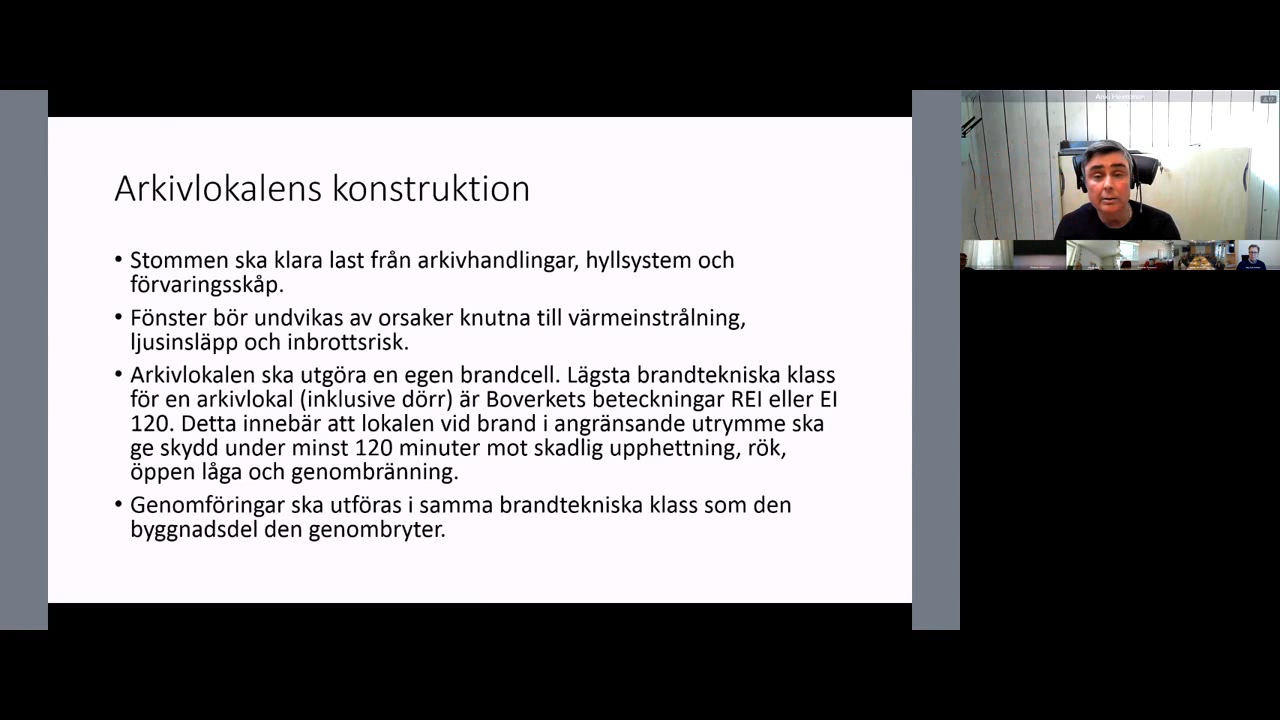 Arkivlokalens konstruktion
• Stommen ska klara last från arkivhandlingar, hyllsystem och
förvaringsskåp.
• Fönster bör undvikas av orsaker knutna till värmeinstrålning,
ljusinsläpp och inbrottsrisk.
• Arkivlokalen ska utgöra en egen brandcell. Lägsta brandtekniska klass
för en arkivlokal (inklusive dörr) är Boverkets beteckningar REI eller EI
120. Detta innebär att lokalen vid brand i angränsande utrymme ska
ge skydd under minst 120 minuter mot skadlig upphettning, rök,
öppen låga och genombränning.
• Genomföringar ska utföras i samma brandtekniska klass som den
byggnadsdel den genombryter.